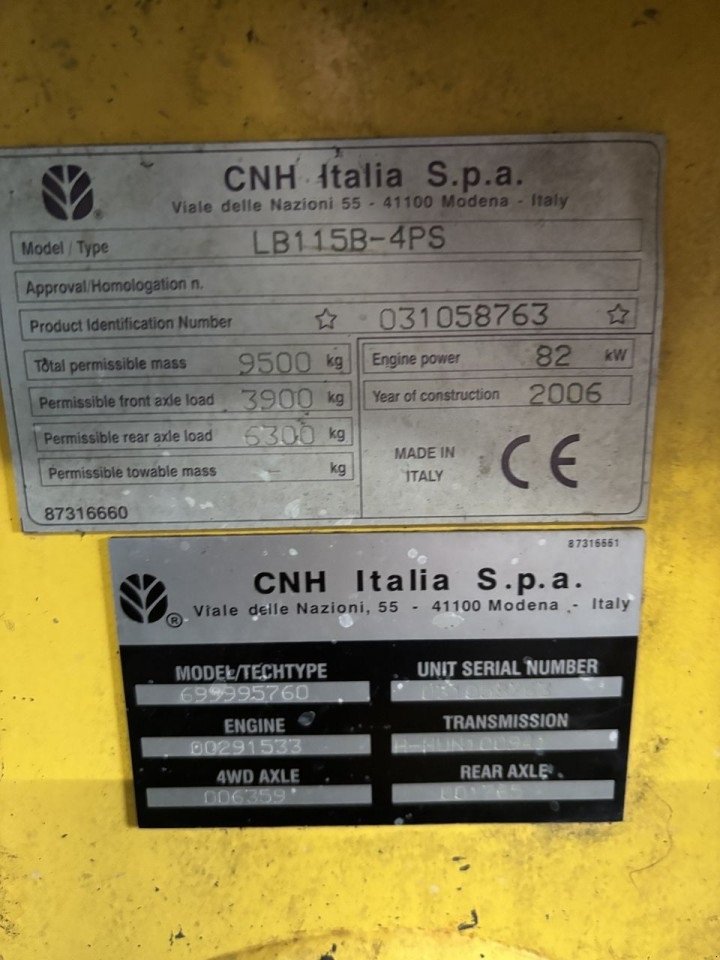 CNH Italia S.p.a.
Viale delle Nazioni 55 - 41100 Modena - Italy
Model / Type LB115B-4PS
Approval/Homologation n.
Product Identification Number ☆ 031058763 ☆
Total permissible mass 9500 kg
Engine power 82 kW
Permissible front axle load 3900 kg
Year of construction 2006
Permissible rear axle load 6300 kg
Permissible towable mass - kg
MADE IN
ITALY
CE
87316660
87316661
CNH Italia S.p.a.
®
Viale delle Nazioni, 55 - 41100 Modena - Italy
MODEL/TECHTYPE UNIT SERIAL NUMBER
699995760
ENGINE TRANSMISSION
00291533
4WD AXLE REAR AXLE
006359